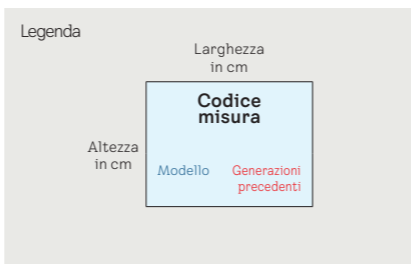 Legenda
Larghezza
in cm
Codice
misura
Altezza
in cm
Modello
Generazioni
precedenti